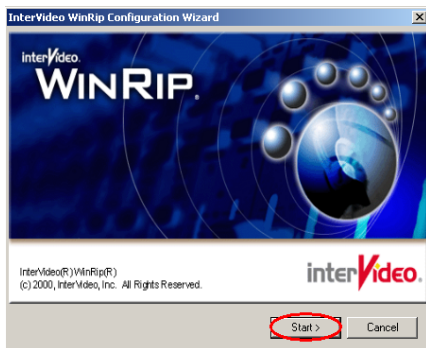 InterVideo WinRip Configuration Wizard
interVideo.
WINRIP.
InterVideo(R) WinRip(R)
(c) 2000, InterVideo, Inc.  All Rights Reserved.
interVideo.
Start >
Cancel